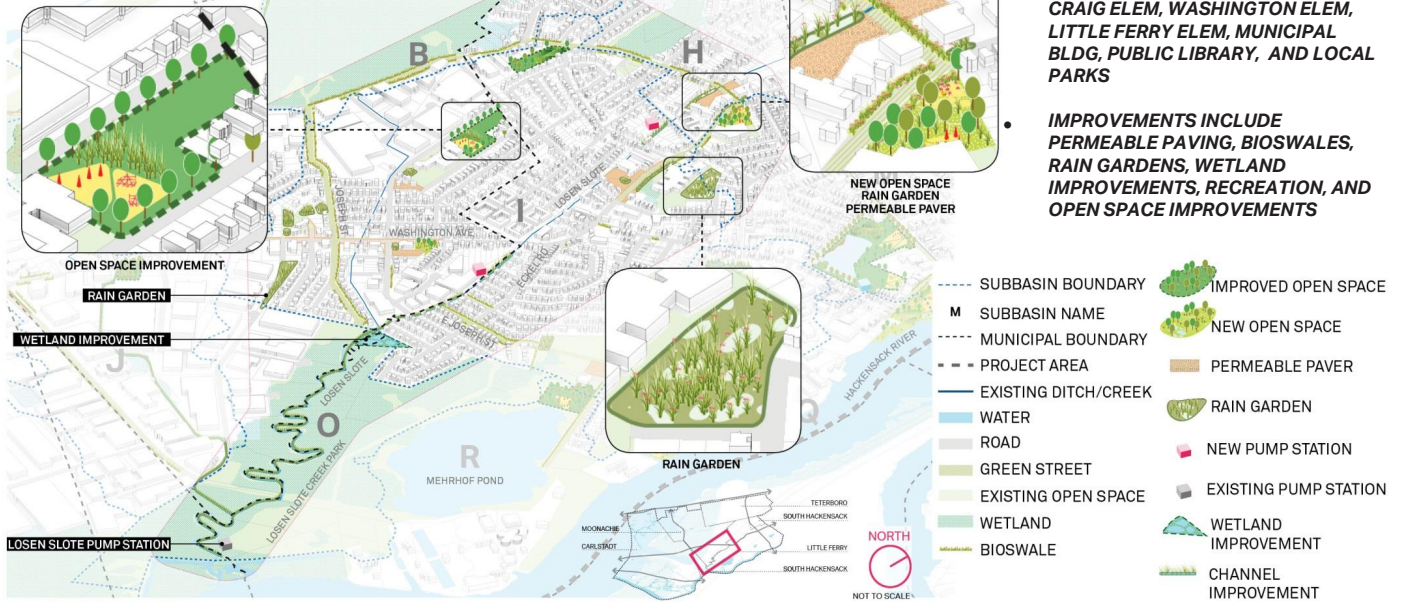 CRAIG ELEM, WASHINGTON ELEM,
LITTLE FERRY ELEM, MUNICIPAL
BLDG, PUBLIC LIBRARY, AND LOCAL
PARKS
• IMPROVEMENTS INCLUDE
PERMEABLE PAVING, BIOSWALES,
RAIN GARDENS, WETLAND
IMPROVEMENTS, RECREATION, AND
OPEN SPACE IMPROVEMENTS
B
H
I
J
O
R
Q
OPEN SPACE IMPROVEMENT
NEW OPEN SPACE
RAIN GARDEN
PERMEABLE PAVER
RAIN GARDEN
WETLAND IMPROVEMENT
LOSEN SLOTE PUMP STATION
RAIN GARDEN
JOSEPH ST
WASHINGTON AVE
LOSEN SLOTE
ECKEL RD
E JOSEPH ST
LOSEN SLOTE
LOSEN SLOTE CREEK PARK
MEHRHOF POND
HACKENSACK RIVER
TETERBORO
SOUTH HACKENSACK
MOONACHIE
CARLSTADT
LITTLE FERRY
SOUTH HACKENSACK
NORTH
NOT TO SCALE
SUBBASIN BOUNDARY
M SUBBASIN NAME
MUNICIPAL BOUNDARY
PROJECT AREA
EXISTING DITCH/CREEK
WATER
ROAD
GREEN STREET
EXISTING OPEN SPACE
WETLAND
BIOSWALE
IMPROVED OPEN SPACE
NEW OPEN SPACE
PERMEABLE PAVER
RAIN GARDEN
NEW PUMP STATION
EXISTING PUMP STATION
WETLAND
IMPROVEMENT
CHANNEL
IMPROVEMENT